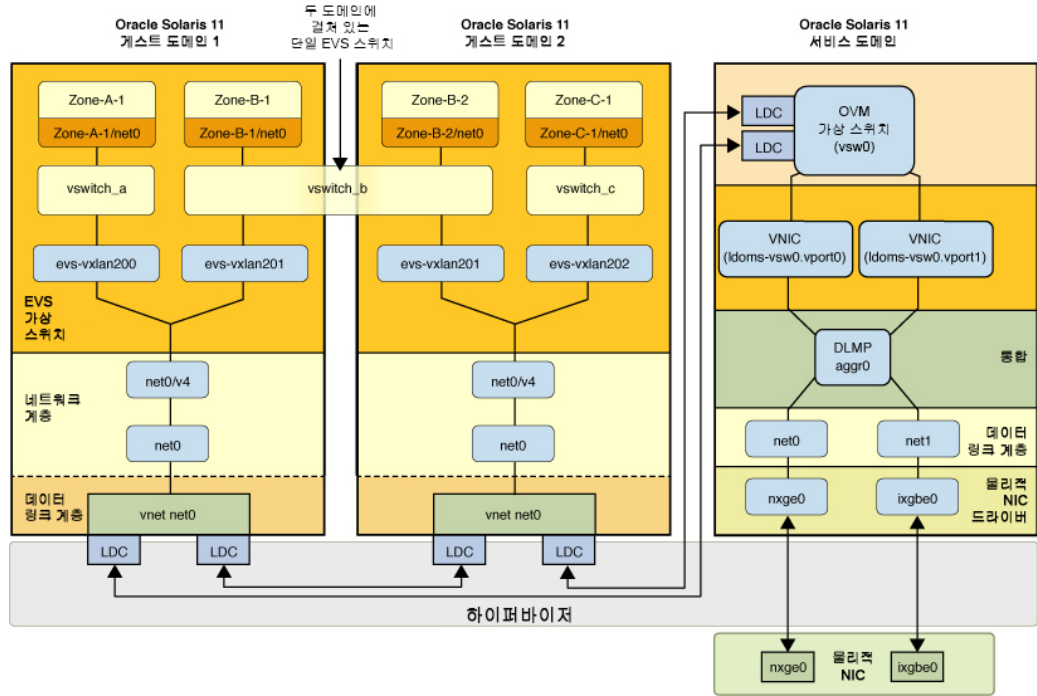 Oracle Solaris 11
게스트 도메인 1
두 도메인에
걸쳐 있는
단일 EVS 스위치
Oracle Solaris 11
게스트 도메인 2
Oracle Solaris 11
서비스 도메인
Zone-A-1
Zone-A-1/net0
Zone-B-1
Zone-B-1/net0
Zone-B-2
Zone-B-2/net0
Zone-C-1
Zone-C-1/net0
LDC
LDC
OVM
가상 스위치
(vsw0)
vswitch_a
vswitch_b
vswitch_c
evs-vxlan200
evs-vxlan201
evs-vxlan201
evs-vxlan202
VNIC
(ldoms-vsw0.vport0)
VNIC
(ldoms-vsw0.vport1)
EVS
가상
스위치
DLMP
aggr0
통합
네트워크
계층
net0/v4
net0
net0/v4
net0
net0
net1
데이터
링크 계층
nxge0
ixgbe0
물리적
NIC
드라이버
데이터
링크 계층
vnet net0
vnet net0
LDC
LDC
LDC
LDC
하이퍼바이저
nxge0
물리적
NIC
ixgbe0